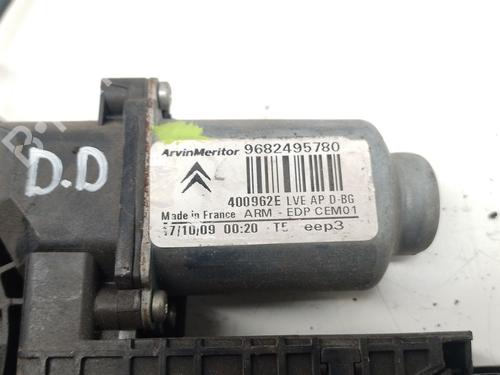 D.D
ArvinMeritor 9682495780
400962E LVE AP D-BG
Made in France ARM - EDP CEM01
17/10/09 00:20 T5 eep3